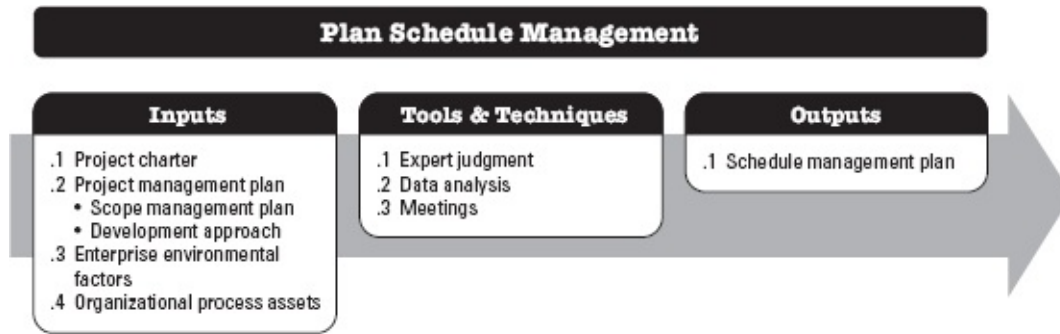 Plan Schedule Management
Inputs
.1 Project charter
.2 Project management plan
• Scope management plan
• Development approach
.3 Enterprise environmental
factors
.4 Organizational process assets
Tools & Techniques
.1 Expert judgment
.2 Data analysis
.3 Meetings
Outputs
.1 Schedule management plan